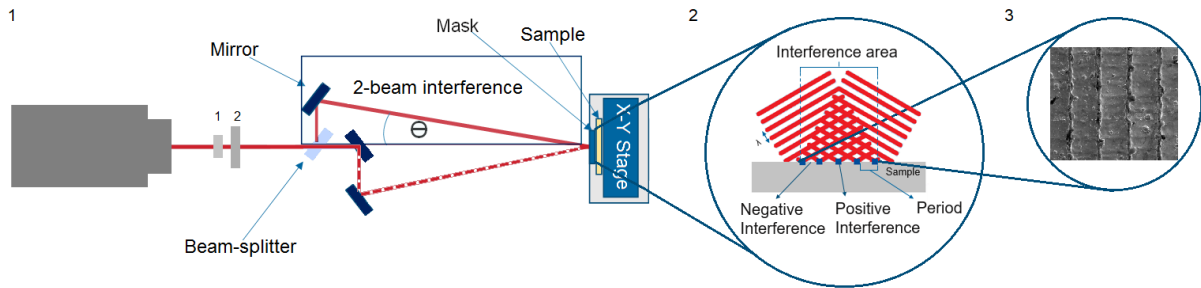 1
Mirror
2-beam interference
Θ
1
2
Beam-splitter
Mask
Sample
X-Y Stage
2
Interference area
λ
Sample
Negative
Interference
Positive
Interference
Period
3